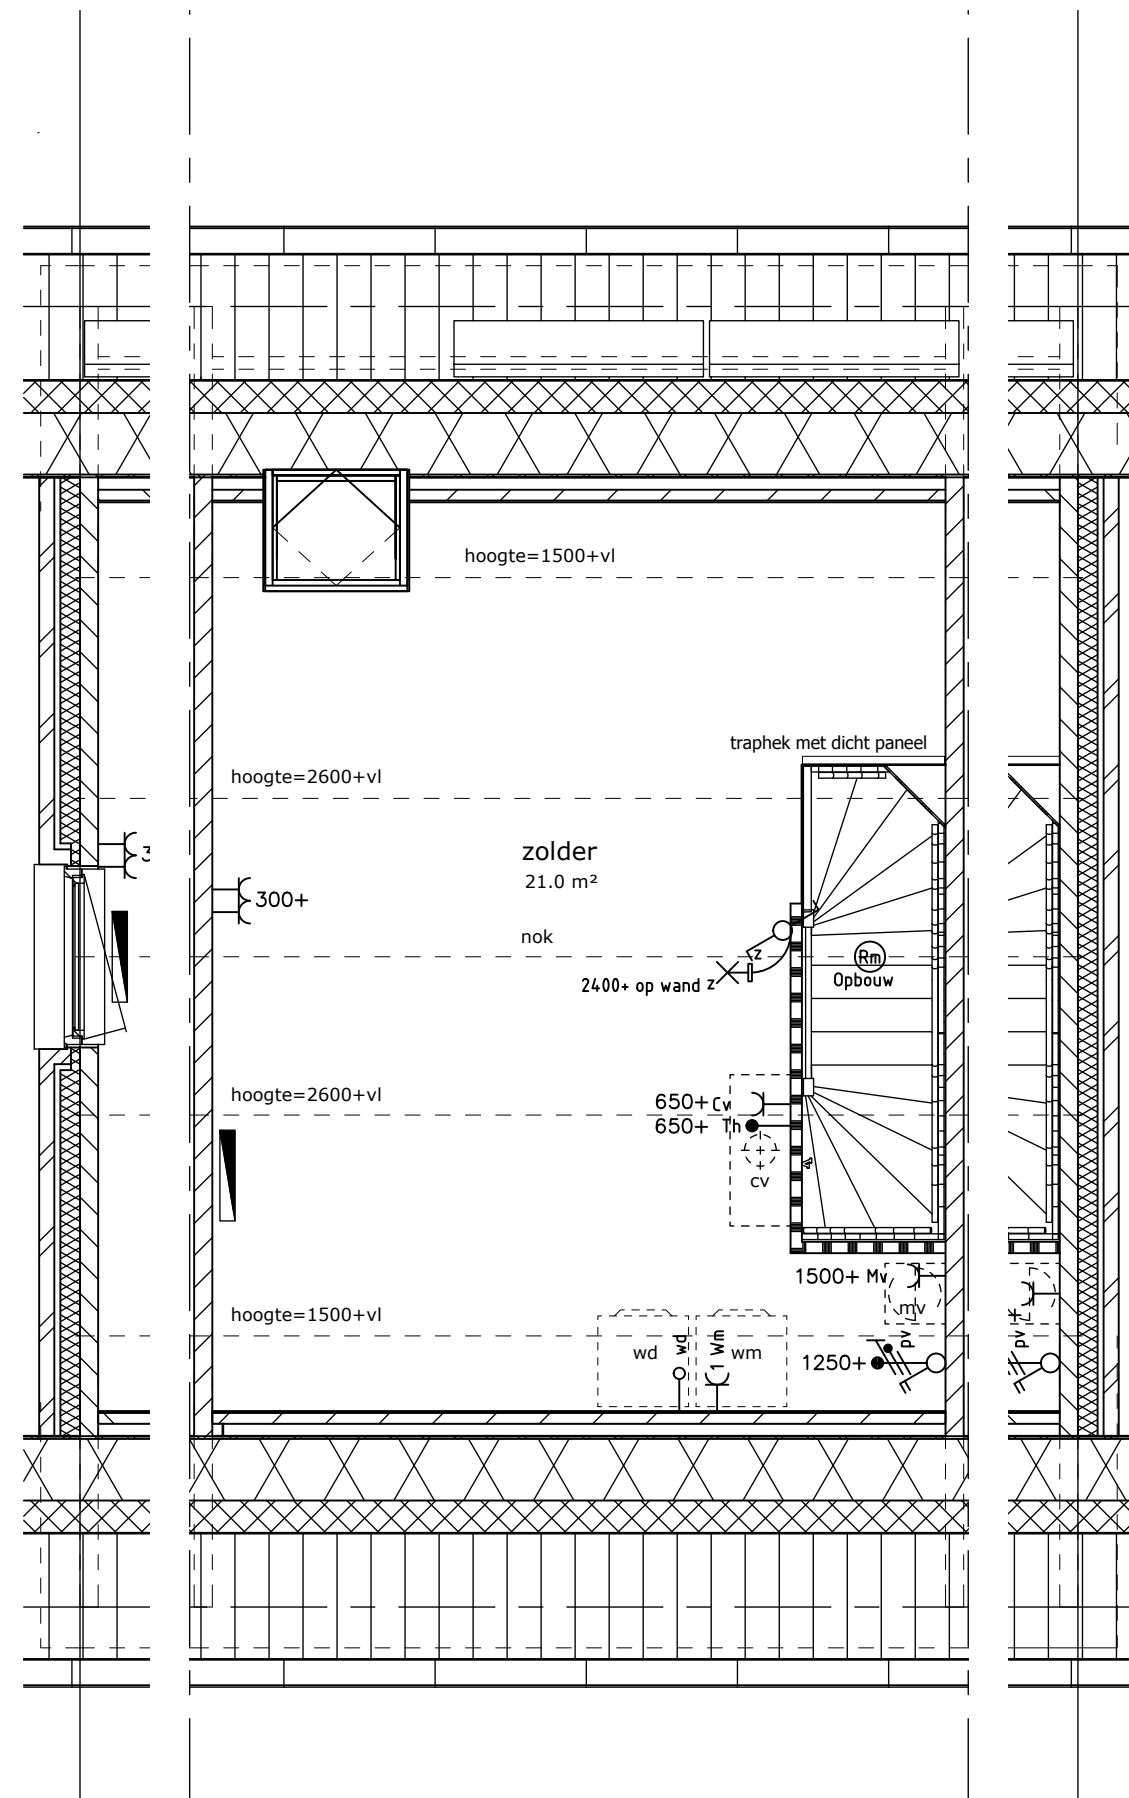 hoogte=1500+vl
traphek met dicht paneel
hoogte=2600+vl
zolder
3
21.0 m²
300+
nok
z
Rm
2400+ op wand z
Opbouw
hoogte=2600+vl
650+ Cv
650+ Th
cv
1500+ Mv
mv
hoogte=1500+vl
pv
pv
wd
wd
1 Wm
wm
1250+